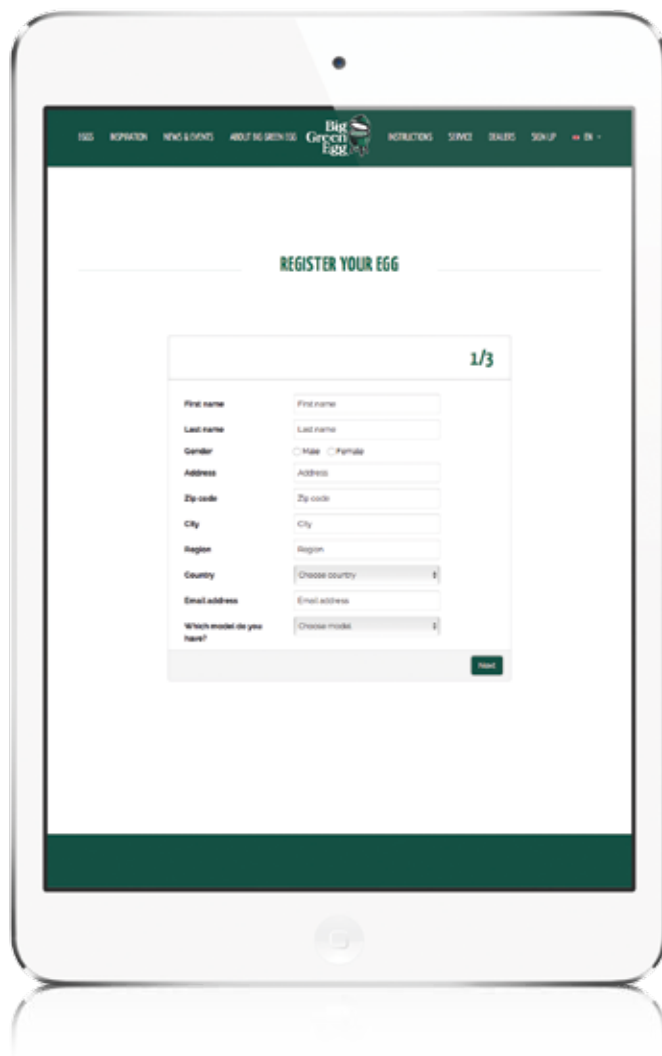 EGGS INSPIRATION NEWS & EVENTS ABOUT BIG GREEN EGG Big Green Egg INSTRUCTIONS SERVICE DEALERS SIGN UP EN
REGISTER YOUR EGG
1/3
First name First name
Last name Last name
Gender Male Female
Address Address
Zip code Zip code
City City
Region Region
Country Choose country
Email address Email address
Which model do you Choose model
have?
Next